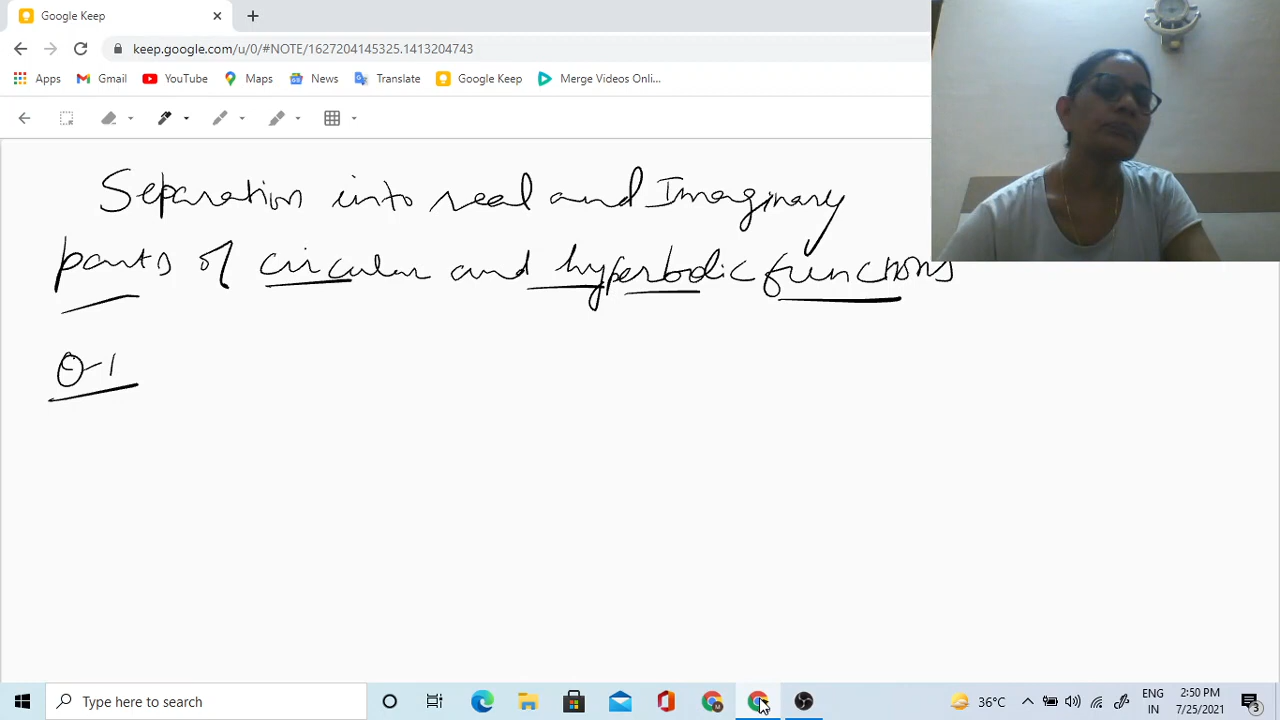 Google Keep
keep.google.com/u/0/#NOTE/1627204145325.1413204743
Apps Gmail YouTube Maps News Translate Google Keep Merge Videos Onli...
Separation into real and Imaginary
parts of circular and hyperbolic functions
Q-1
Type here to search
36°C ENG 2:50 PM
IN 7/25/2021 3